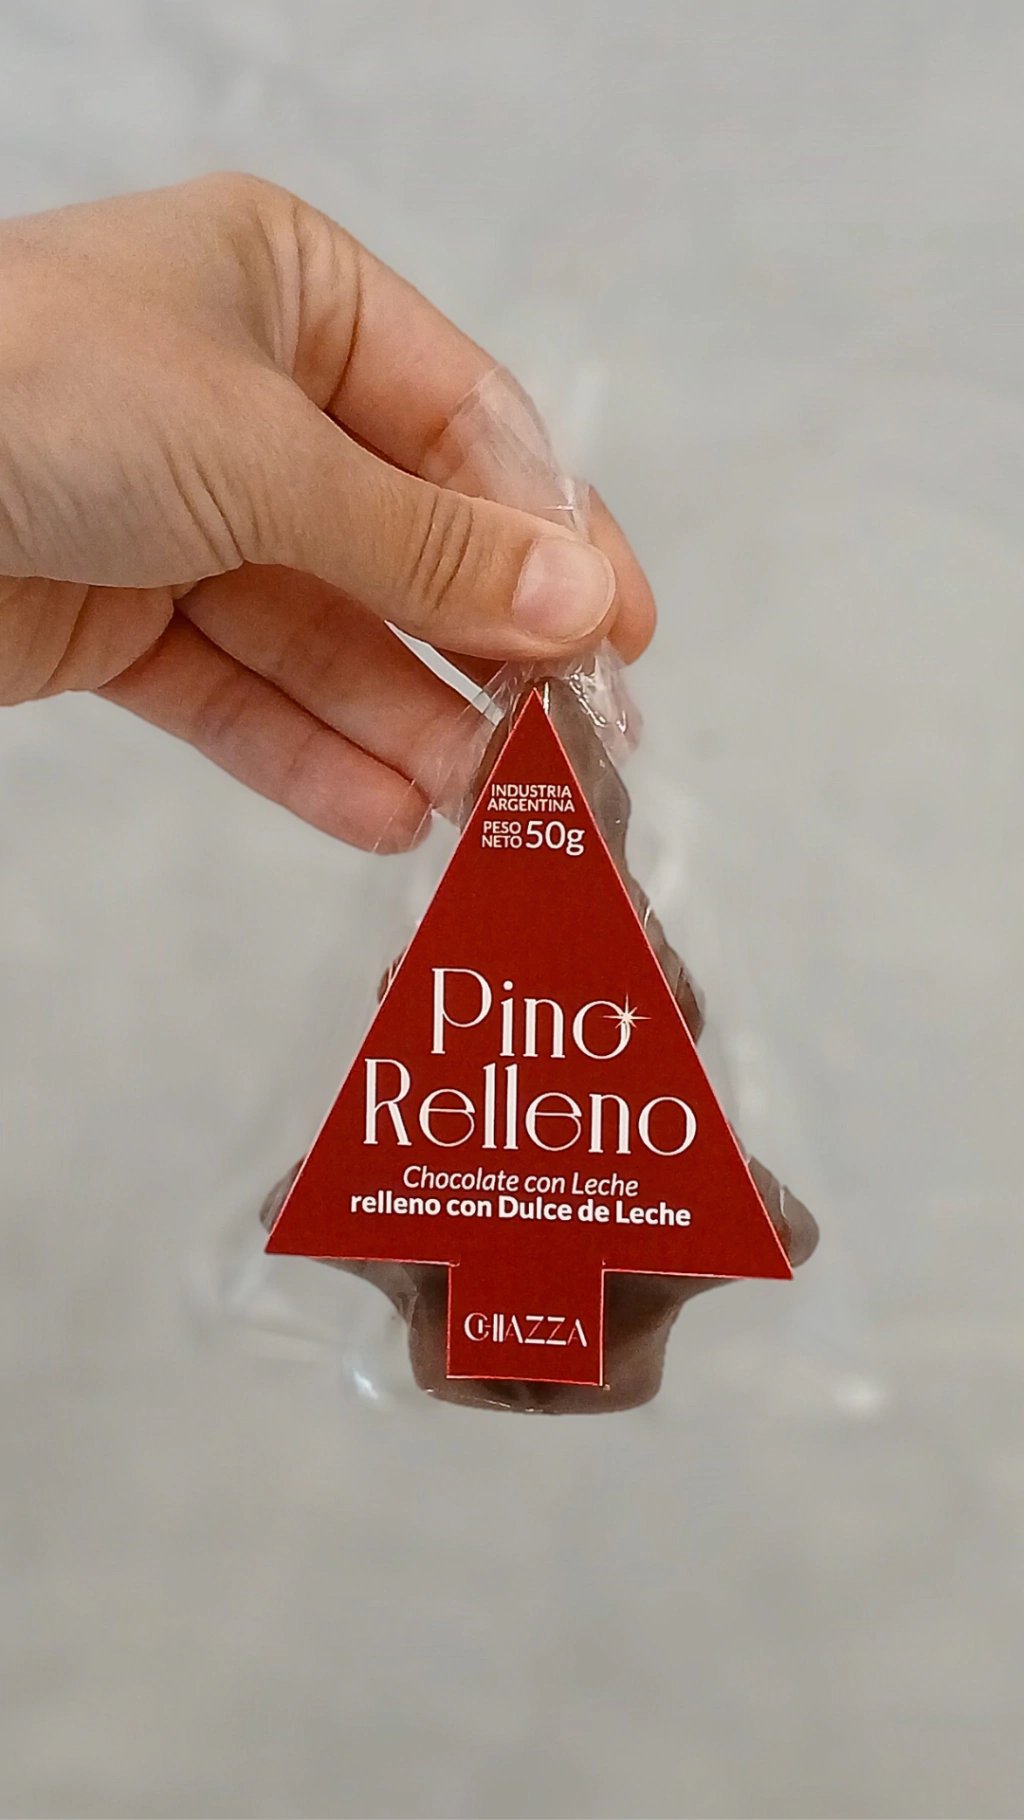 INDUSTRIA
ARGENTINA
PESO
NETO 50g
Pino
Relleno
Chocolate con Leche
relleno con Dulce de Leche
CHIAZZA